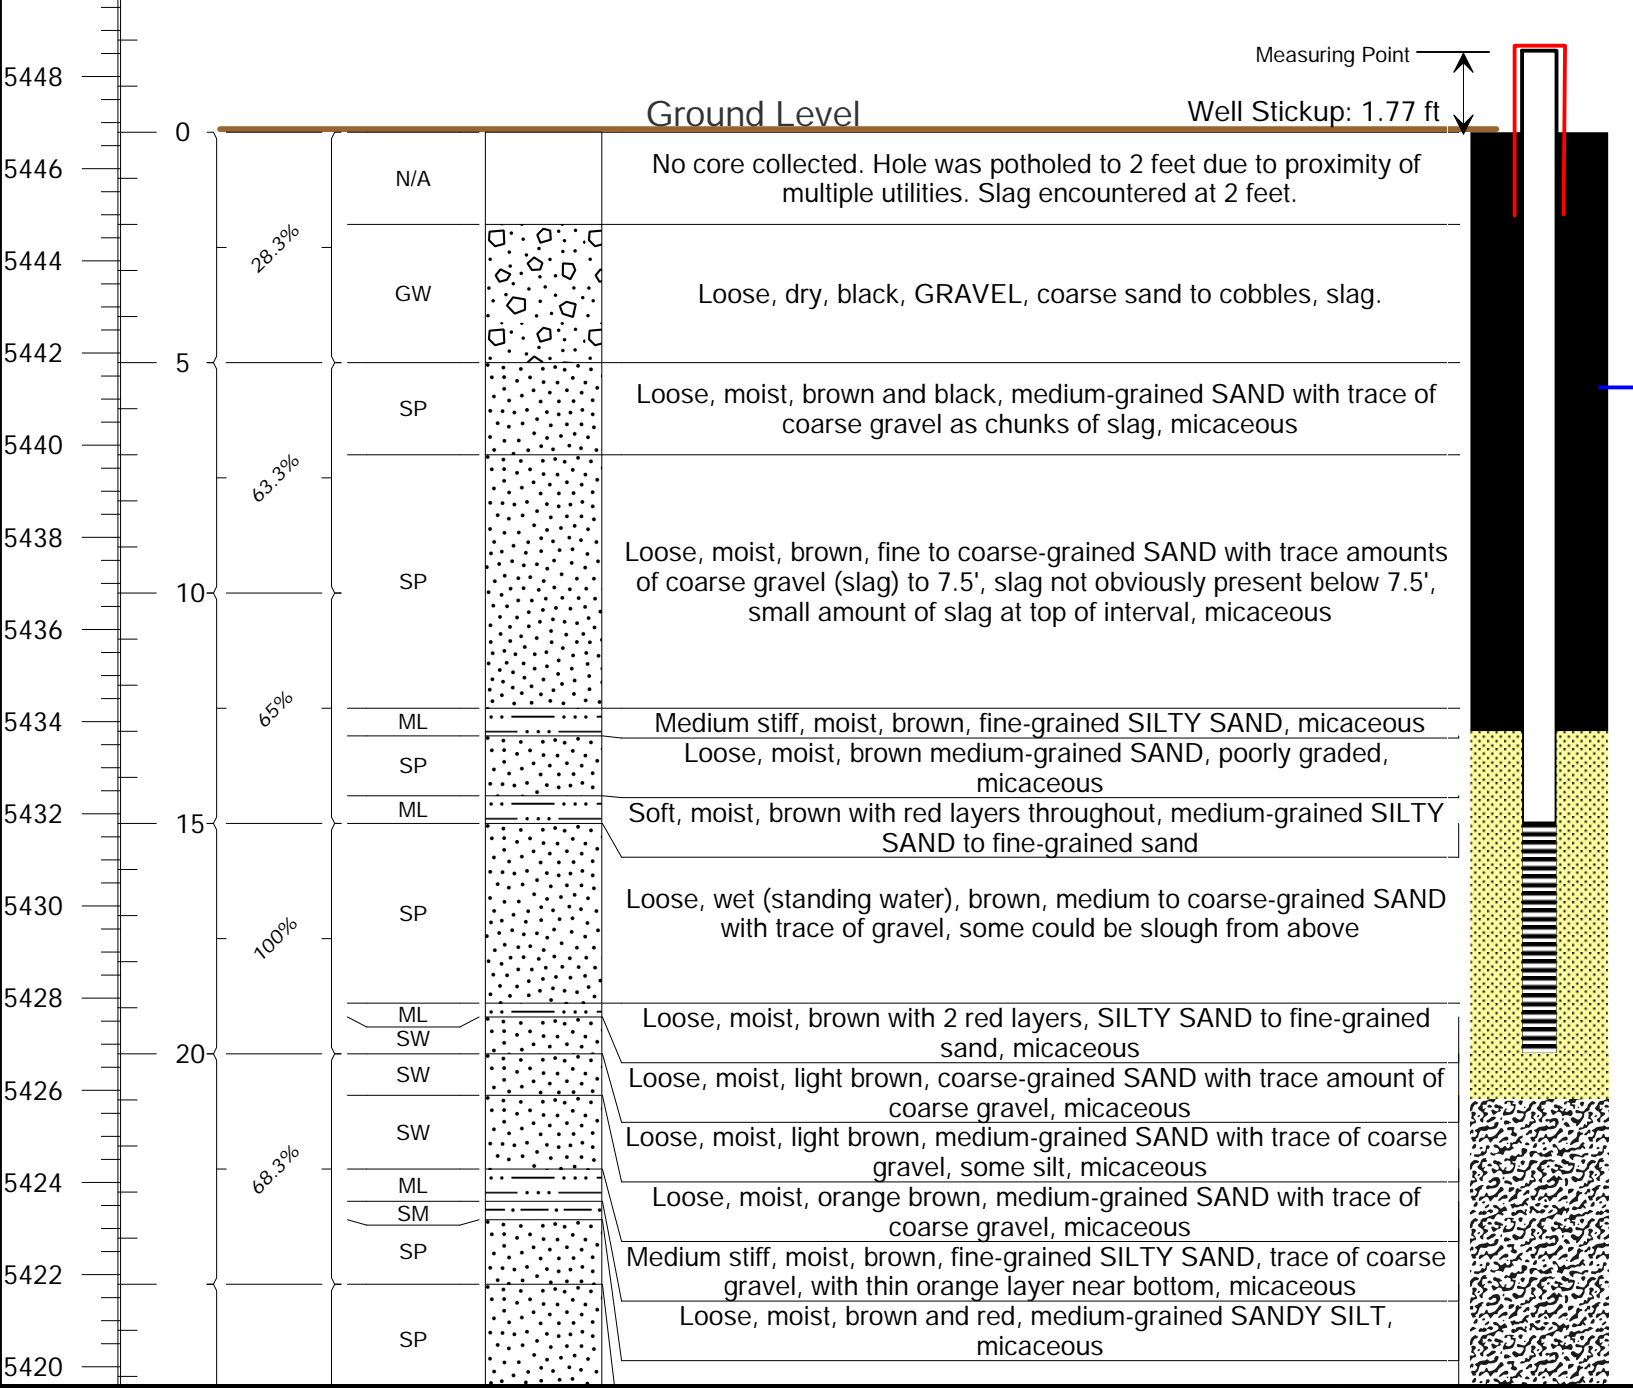 5448
Measuring Point
Ground Level
Well Stickup: 1.77 ft
0
5446
N/A
No core collected. Hole was potholed to 2 feet due to proximity of
multiple utilities. Slag encountered at 2 feet.
28.3%
5444
GW
Loose, dry, black, GRAVEL, coarse sand to cobbles, slag.
5442
5
SP
Loose, moist, brown and black, medium-grained SAND with trace of
coarse gravel as chunks of slag, micaceous
5440
63.3%
5438
SP
Loose, moist, brown, fine to coarse-grained SAND with trace amounts
of coarse gravel (slag) to 7.5', slag not obviously present below 7.5',
small amount of slag at top of interval, micaceous
10
5436
65%
5434
ML
Medium stiff, moist, brown, fine-grained SILTY SAND, micaceous
SP
Loose, moist, brown medium-grained SAND, poorly graded,
micaceous
5432
ML
Soft, moist, brown with red layers throughout, medium-grained SILTY
SAND to fine-grained sand
15
5430
SP
Loose, wet (standing water), brown, medium to coarse-grained SAND
with trace of gravel, some could be slough from above
100%
5428
ML
Loose, moist, brown with 2 red layers, SILTY SAND to fine-grained
sand, micaceous
SW
20
5426
SW
Loose, moist, light brown, coarse-grained SAND with trace amount of
coarse gravel, micaceous
SW
Loose, moist, light brown, medium-grained SAND with trace of coarse
gravel, some silt, micaceous
68.3%
5424
ML
Loose, moist, orange brown, medium-grained SAND with trace of
coarse gravel, micaceous
SM
SP
Medium stiff, moist, brown, fine-grained SILTY SAND, trace of coarse
gravel, with thin orange layer near bottom, micaceous
5422
Loose, moist, brown and red, medium-grained SANDY SILT,
micaceous
SP
5420